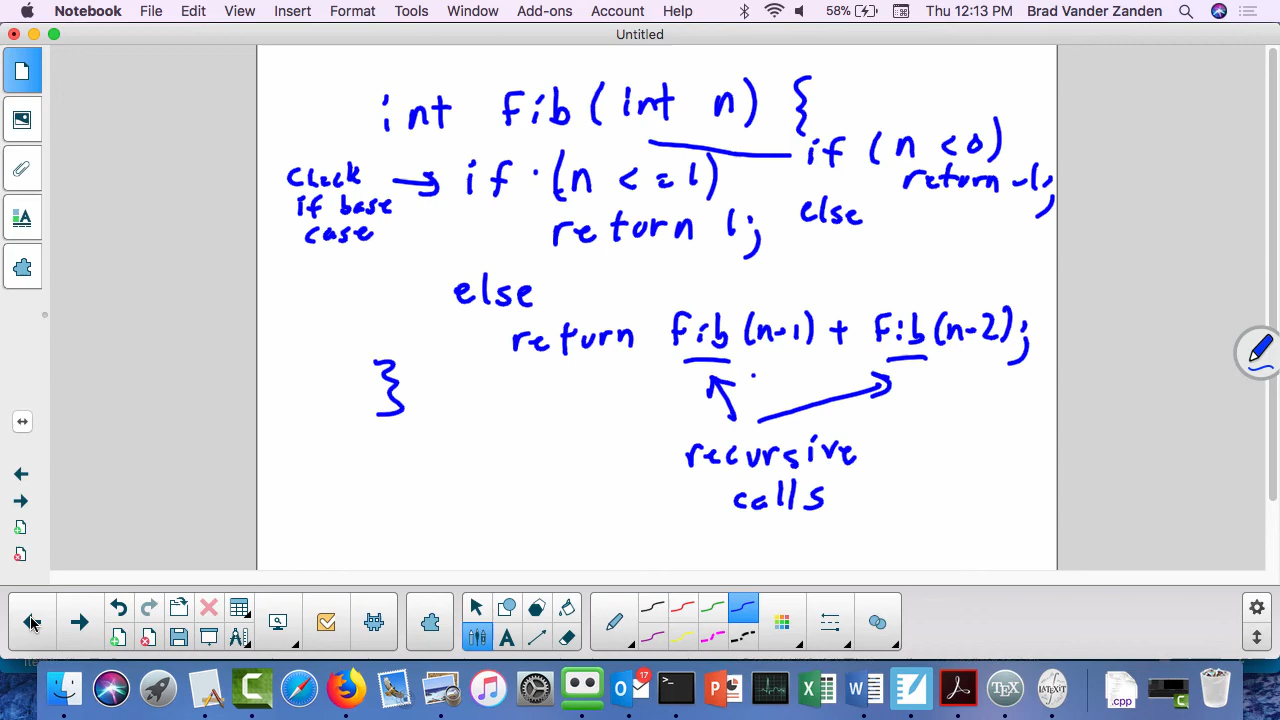 Notebook File Edit View Insert Format Tools Window Add-ons Account Help 58% Thu 12:13 PM Brad Vander Zanden
Untitled
int Fib(int n) {
if (n < 0)
return -1;
else
check if base case → if (n <= 1)
return 1;
else
return Fib(n-1) + Fib(n-2);
}
recursive
calls
A
17
W
.cpp